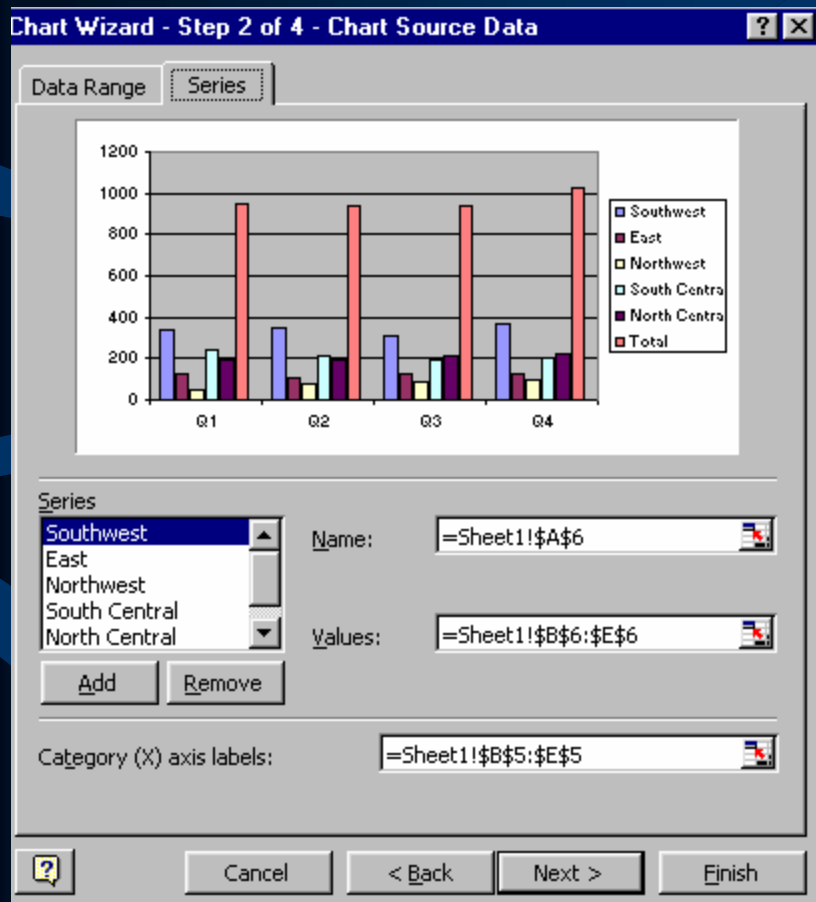 Chart Wizard - Step 2 of 4 - Chart Source Data
Data Range Series
1200
1000
800
600
400
200
0
Q1 Q2 Q3 Q4
Southwest
East
Northwest
South Centra
North Centra
Total
Series
Southwest
East
Northwest
South Central
North Central
Name: =Sheet1!$A$6
Values: =Sheet1!$B$6:$E$6
Add Remove
Category (X) axis labels: =Sheet1!$B$5:$E$5
Cancel < Back Next > Finish